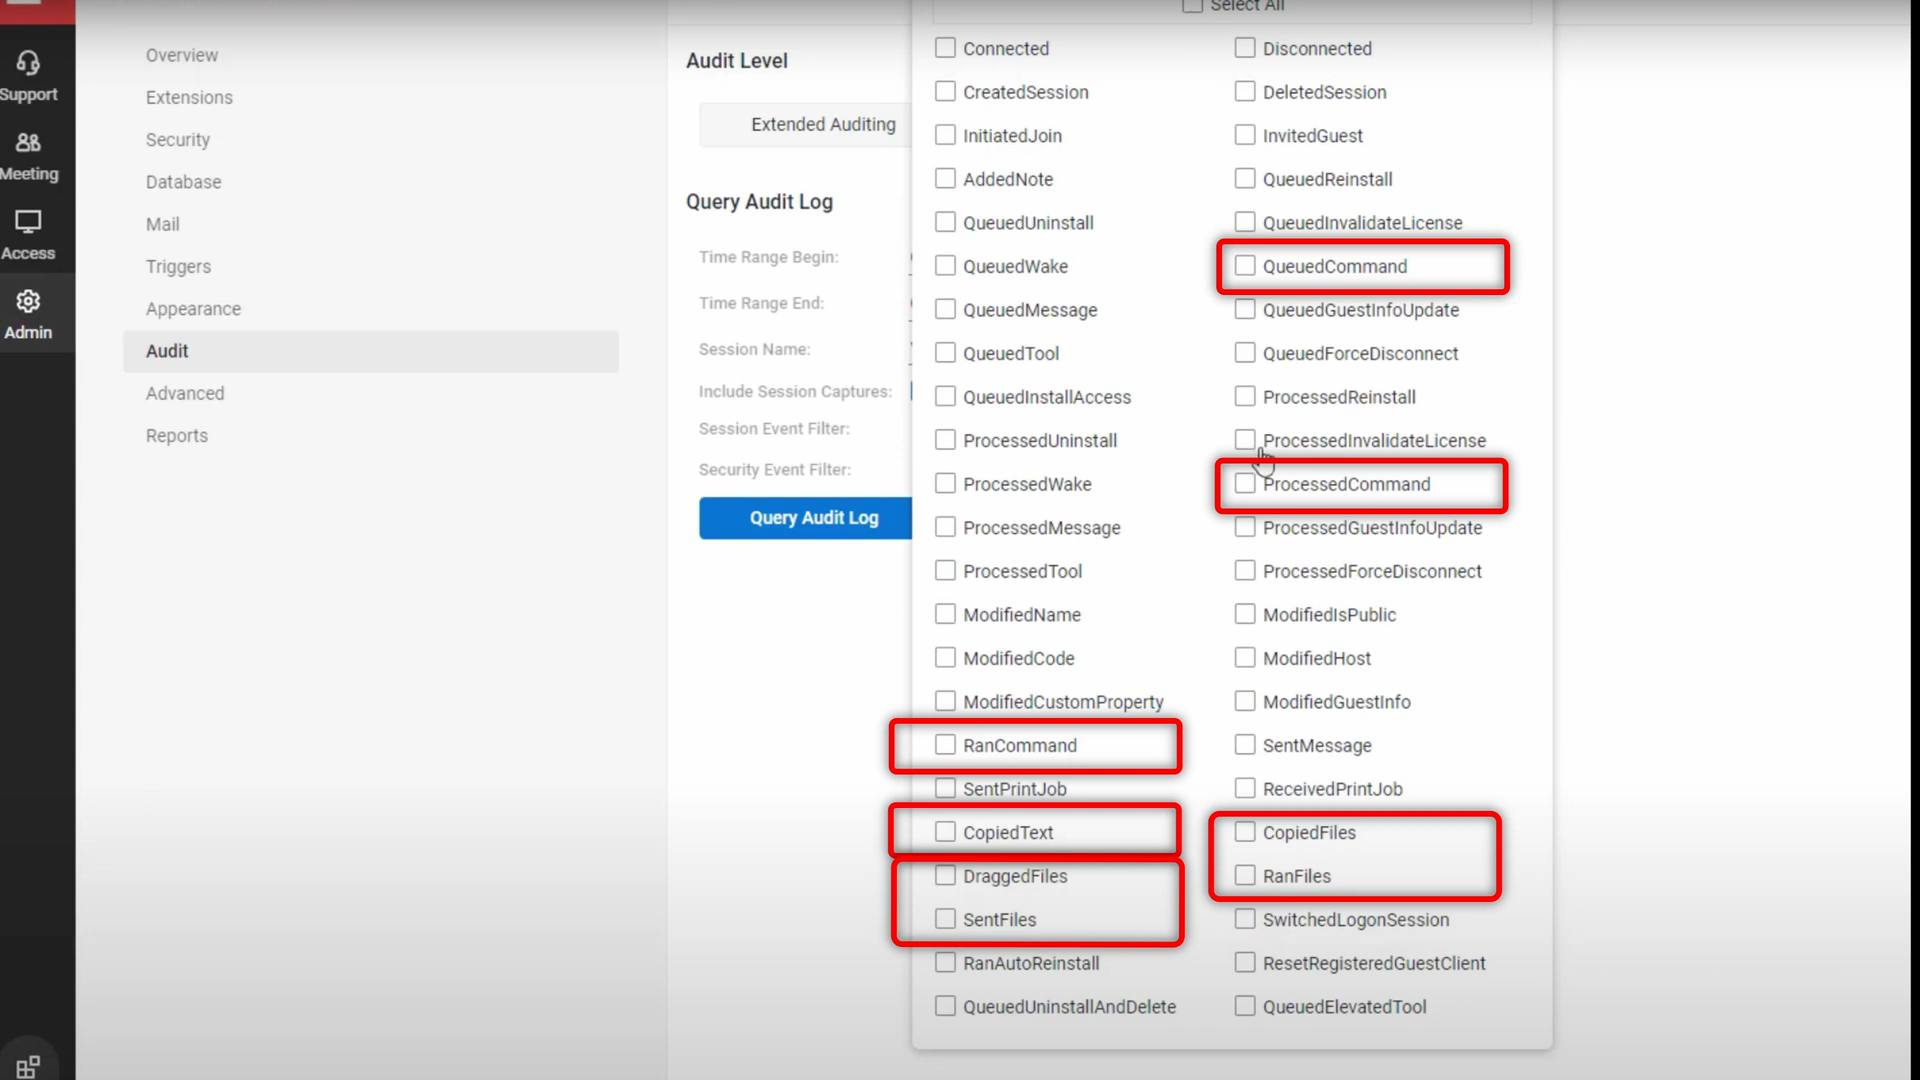 Support
Meeting
Access
Admin
Overview
Extensions
Security
Database
Mail
Triggers
Appearance
Audit
Advanced
Reports
Audit Level
Extended Auditing
Query Audit Log
Time Range Begin:
Time Range End:
Session Name:
Include Session Captures:
Session Event Filter:
Security Event Filter:
Query Audit Log
Select All
Connected
Disconnected
CreatedSession
DeletedSession
InitiatedJoin
InvitedGuest
AddedNote
QueuedReinstall
QueuedUninstall
QueuedInvalidateLicense
QueuedWake
QueuedCommand
QueuedMessage
QueuedGuestInfoUpdate
QueuedTool
QueuedForceDisconnect
QueuedInstallAccess
ProcessedReinstall
ProcessedUninstall
ProcessedInvalidateLicense
ProcessedWake
ProcessedCommand
ProcessedMessage
ProcessedGuestInfoUpdate
ProcessedTool
ProcessedForceDisconnect
ModifiedName
ModifiedIsPublic
ModifiedCode
ModifiedHost
ModifiedCustomProperty
ModifiedGuestInfo
RanCommand
SentMessage
SentPrintJob
ReceivedPrintJob
CopiedText
CopiedFiles
DraggedFiles
RanFiles
SentFiles
SwitchedLogonSession
RanAutoReinstall
ResetRegisteredGuestClient
QueuedUninstallAndDelete
QueuedElevatedTool